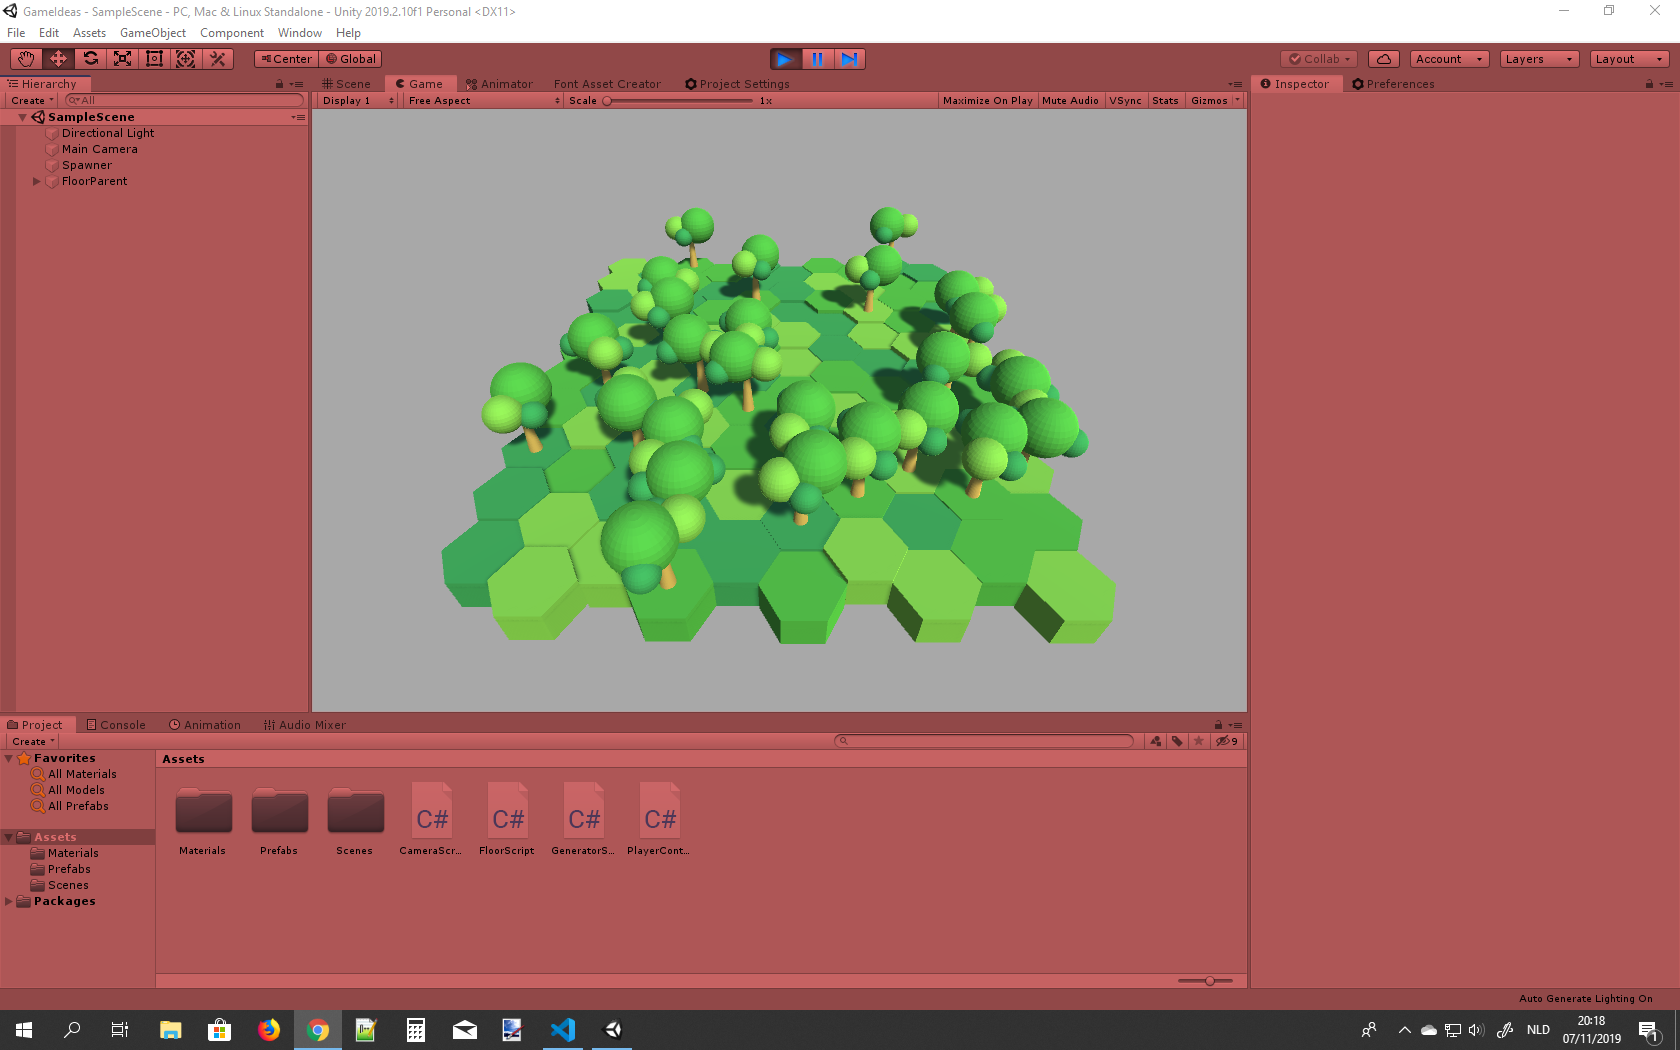 GameIdeas - SampleScene - PC, Mac & Linux Standalone - Unity 2019.2.10f1 Personal <DX11>
File Edit Assets GameObject Component Window Help
Center Global Collab Account Layers Layout
Hierarchy
Create All
SampleScene
Directional Light
Main Camera
Spawner
FloorParent
Scene Game Animator Font Asset Creator Project Settings
Display 1 Free Aspect Scale 1x Maximize On Play Mute Audio VSync Stats Gizmos
Inspector Preferences
Project Console Animation Audio Mixer
Create 9
Favorites
All Materials
All Models
All Prefabs
Assets
Materials
Prefabs
Scenes
Packages
Assets
C# C# C# C#
Materials Prefabs Scenes CameraScr... FloorScript GeneratorS... PlayerCont...
Auto Generate Lighting On
NLD
20:18
07/11/2019
1